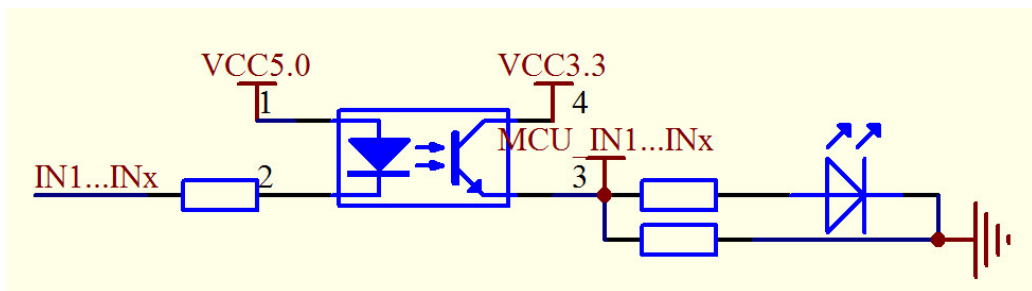 VCC5.0
VCC3.3
1
4
MCU_IN1...INx
IN1...INx
2
3